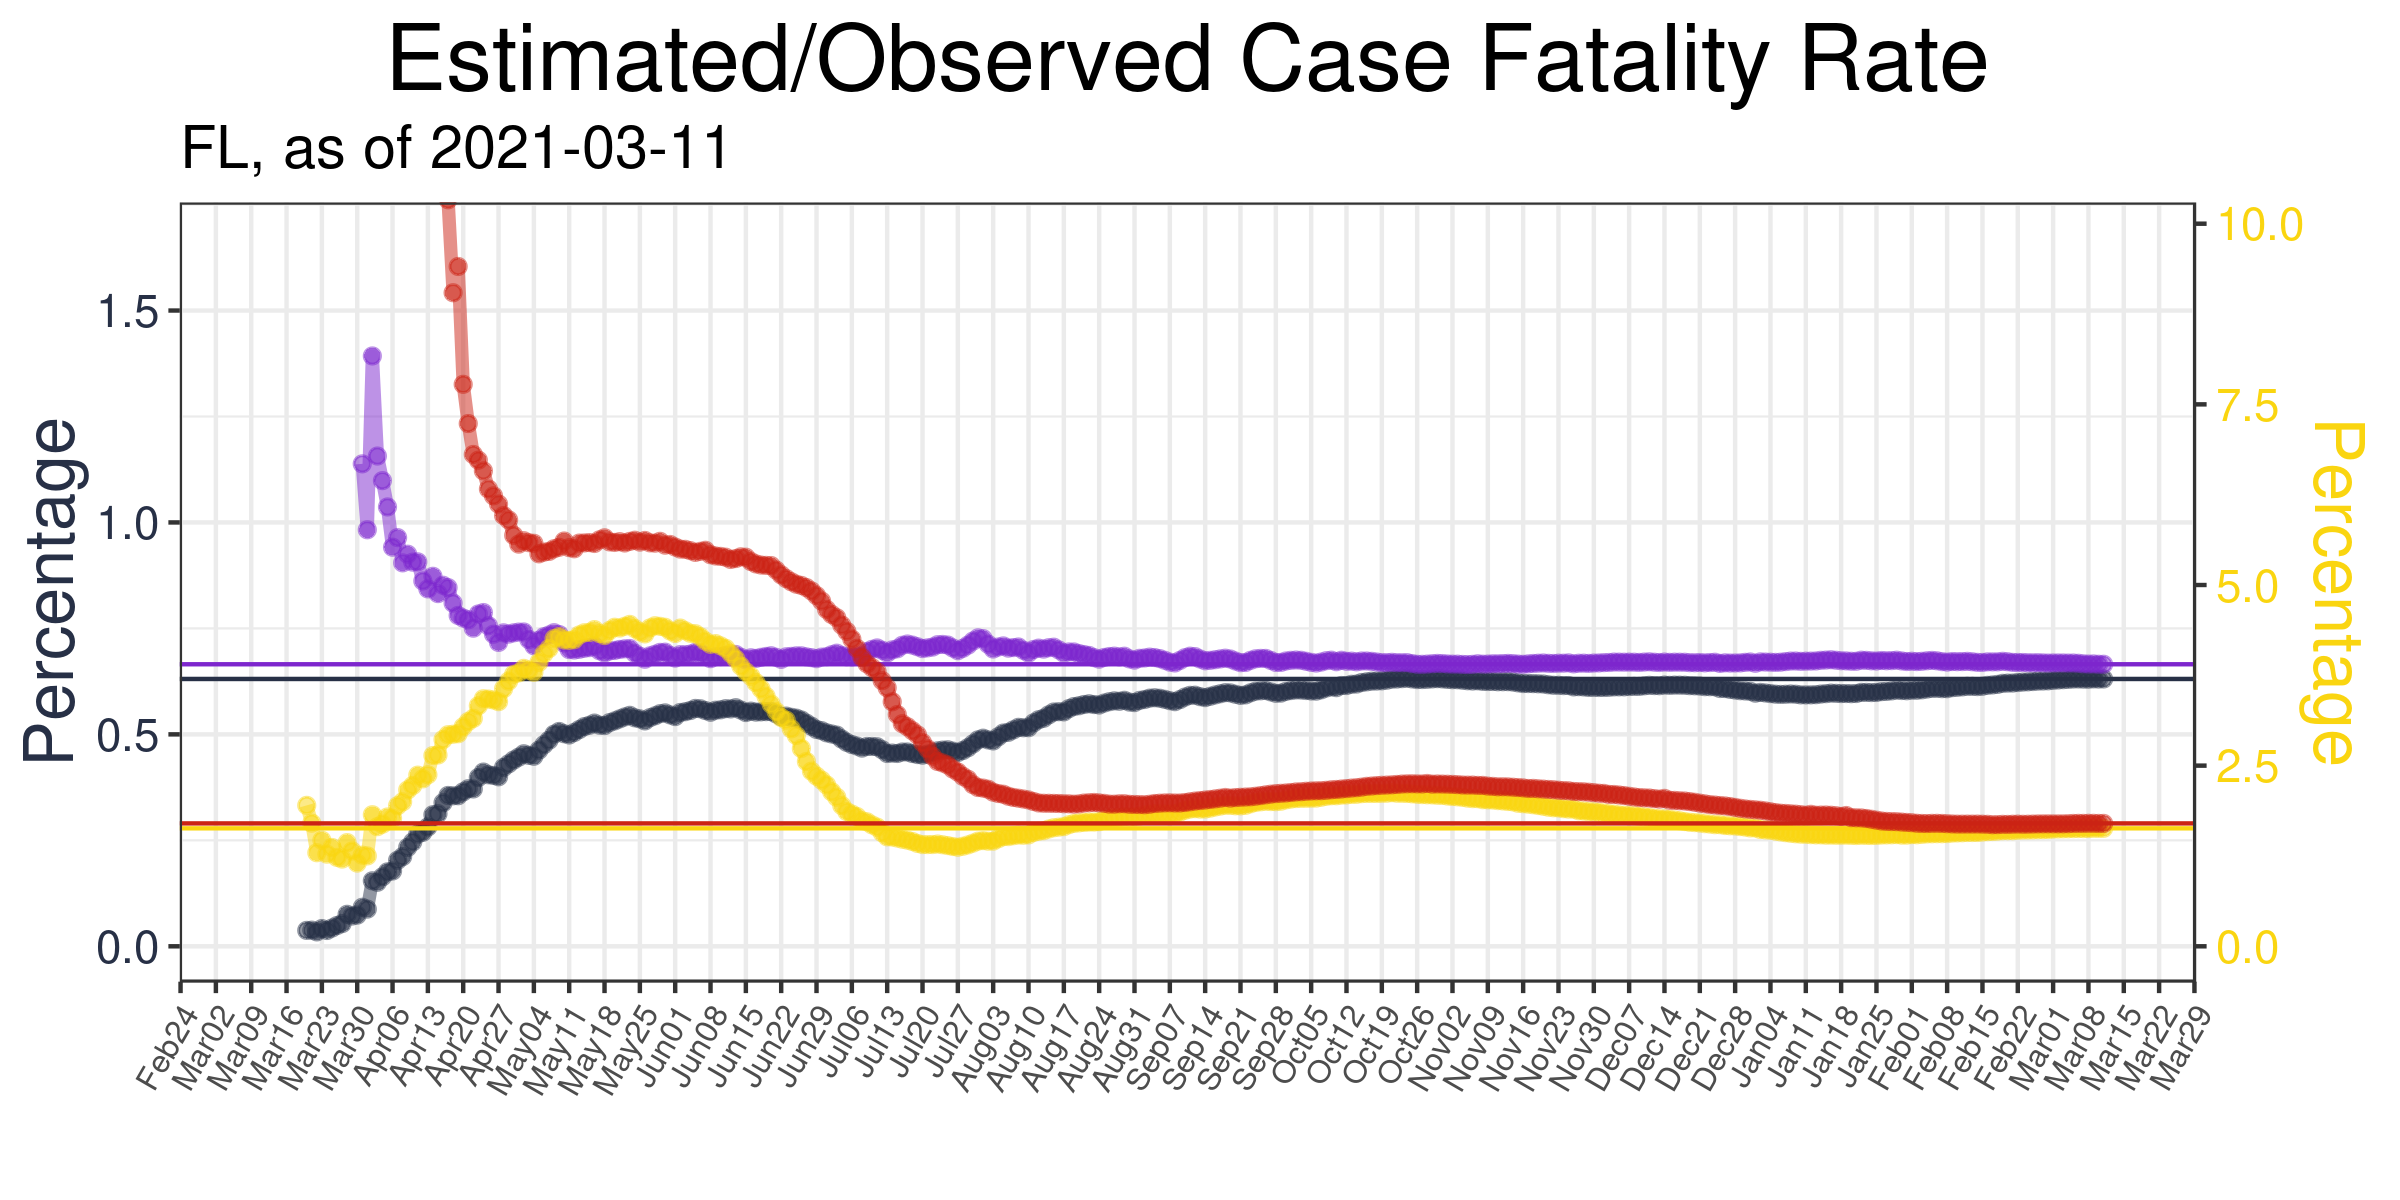 Estimated/Observed Case Fatality Rate
FL, as of 2021-03-11
Percentage
1.5
1.0
0.5
0.0
10.0
7.5
5.0
2.5
0.0
Percentage
Feb24
Mar02
Mar09
Mar16
Mar23
Mar30
Apr06
Apr13
Apr20
Apr27
May04
May11
May18
May25
Jun01
Jun08
Jun15
Jun22
Jun29
Jul06
Jul13
Jul20
Jul27
Aug03
Aug10
Aug17
Aug24
Aug31
Sep07
Sep14
Sep21
Sep28
Oct05
Oct12
Oct19
Oct26
Nov02
Nov09
Nov16
Nov23
Nov30
Dec07
Dec14
Dec21
Dec28
Jan04
Jan11
Jan18
Jan25
Feb01
Feb08
Feb15
Feb22
Mar01
Mar08
Mar15
Mar22
Mar29